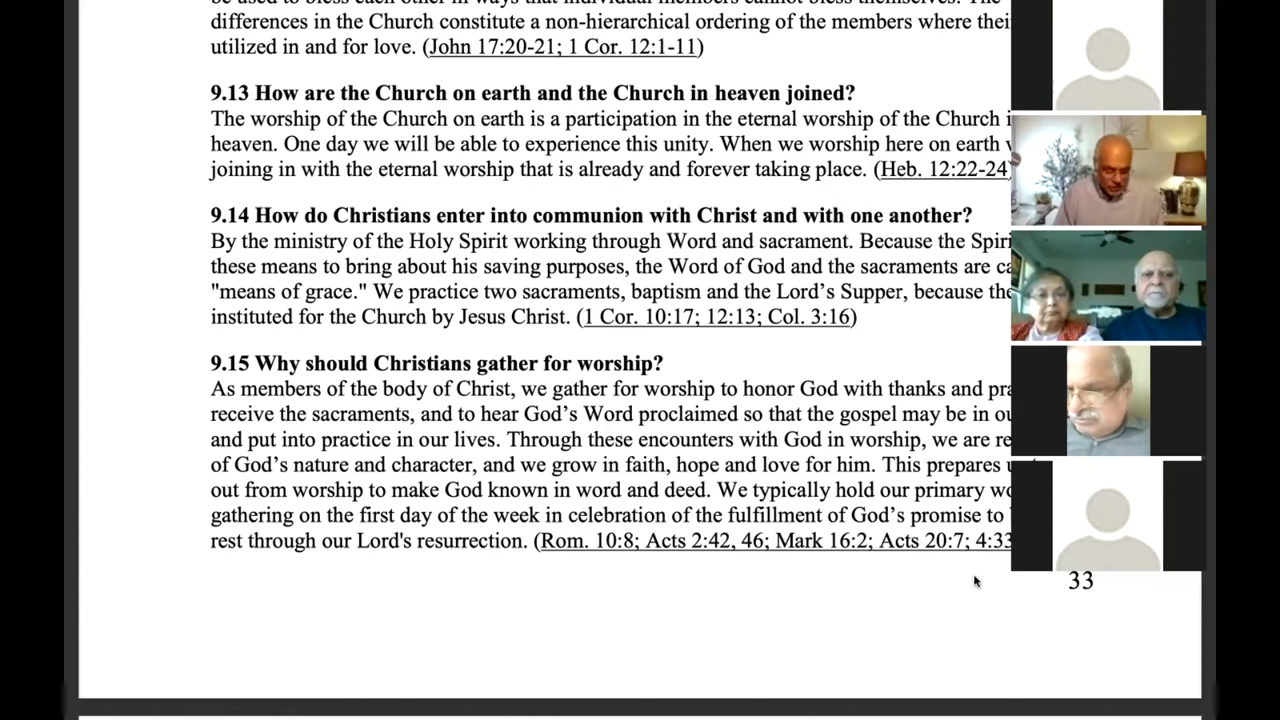 be used to bless each other in ways that individual members cannot bless themselves. The
differences in the Church constitute a non-hierarchical ordering of the members where thei
utilized in and for love. (John 17:20-21; 1 Cor. 12:1-11)
9.13 How are the Church on earth and the Church in heaven joined?
The worship of the Church on earth is a participation in the eternal worship of the Church i
heaven. One day we will be able to experience this unity. When we worship here on earth
joining in with the eternal worship that is already and forever taking place. (Heb. 12:22-24)
9.14 How do Christians enter into communion with Christ and with one another?
By the ministry of the Holy Spirit working through Word and sacrament. Because the Spiri
these means to bring about his saving purposes, the Word of God and the sacraments are ca
"means of grace." We practice two sacraments, baptism and the Lord’s Supper, because the
instituted for the Church by Jesus Christ. (1 Cor. 10:17; 12:13; Col. 3:16)
9.15 Why should Christians gather for worship?
As members of the body of Christ, we gather for worship to honor God with thanks and pra
receive the sacraments, and to hear God’s Word proclaimed so that the gospel may be in ou
and put into practice in our lives. Through these encounters with God in worship, we are re
of God’s nature and character, and we grow in faith, hope and love for him. This prepares u
out from worship to make God known in word and deed. We typically hold our primary wo
gathering on the first day of the week in celebration of the fulfillment of God’s promise to
rest through our Lord's resurrection. (Rom. 10:8; Acts 2:42, 46; Mark 16:2; Acts 20:7; 4:33
33